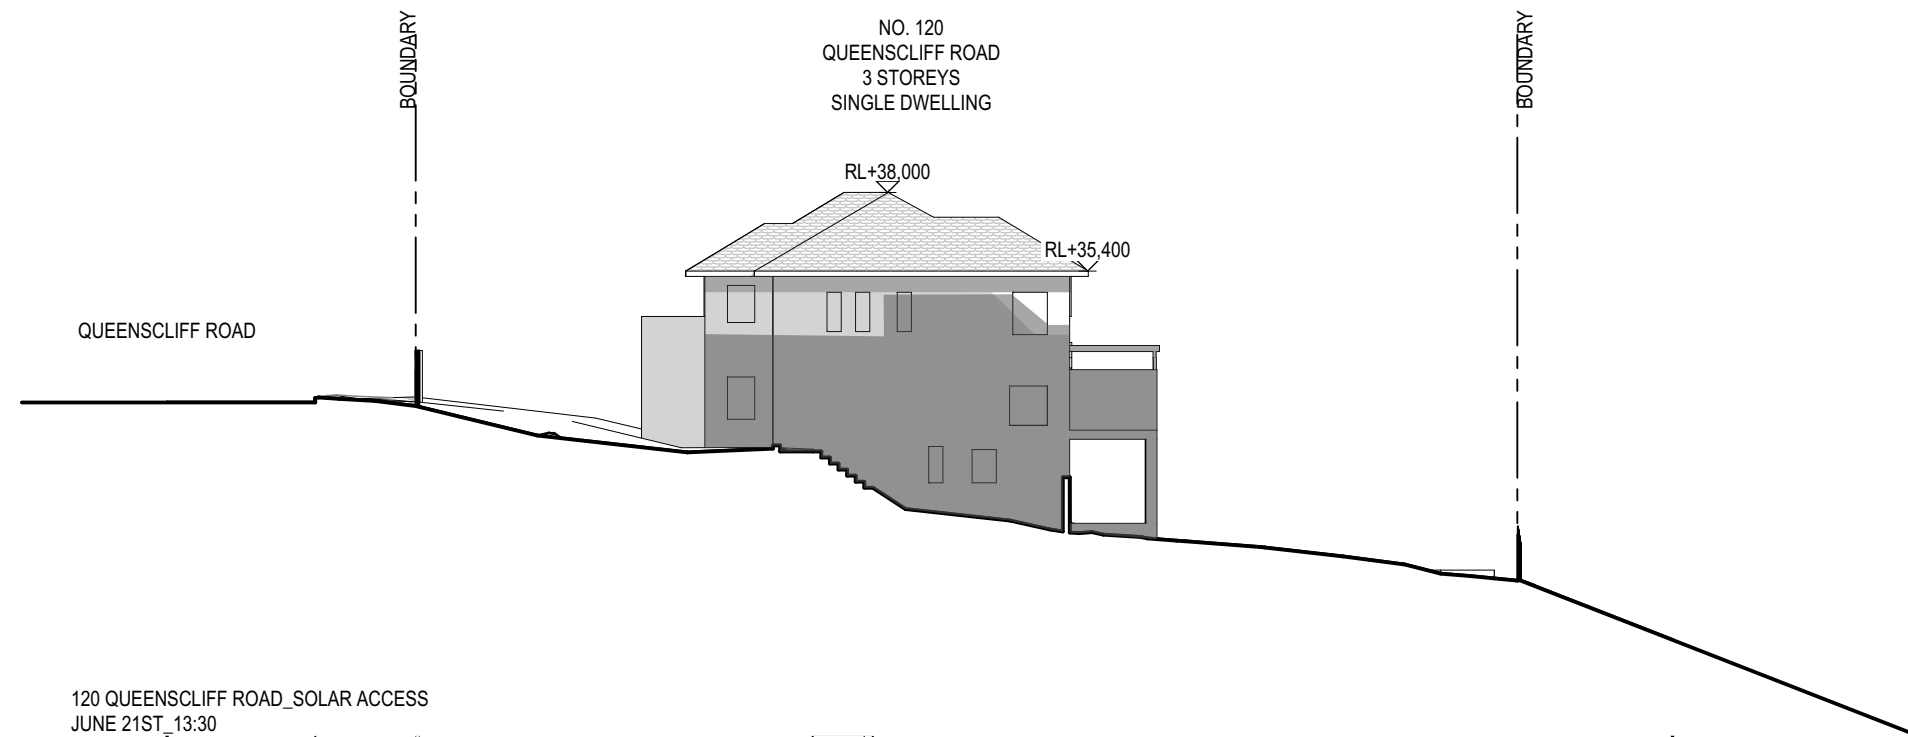 BOUNDARY
NO. 120
QUEENSCLIFF ROAD
3 STOREYS
SINGLE DWELLING
BOUNDARY
RL+38,000
RL+35,400
QUEENSCLIFF ROAD
120 QUEENSCLIFF ROAD_SOLAR ACCESS
JUNE 21ST_13:30